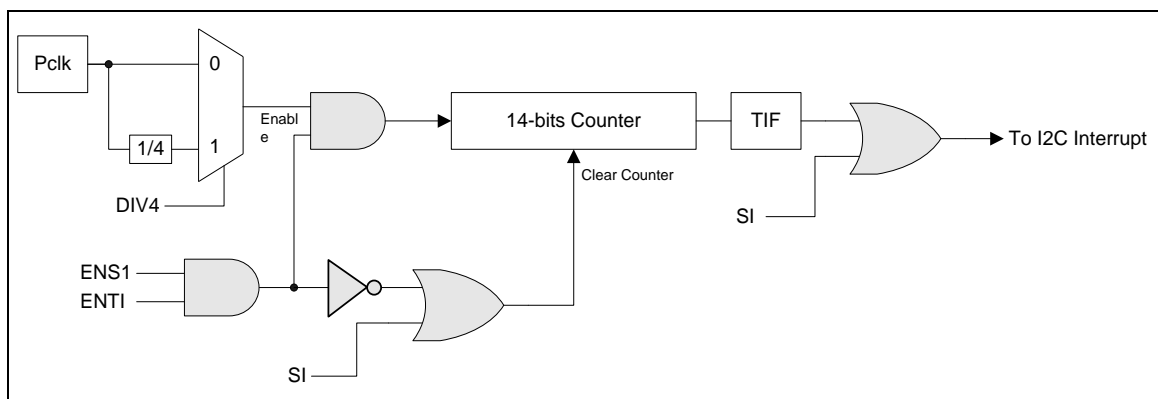 Pclk
0
1/4
1
Enabl
e
DIV4
14-bits Counter
Clear Counter
TIF
SI
To I2C Interrupt
ENS1
ENTI
SI